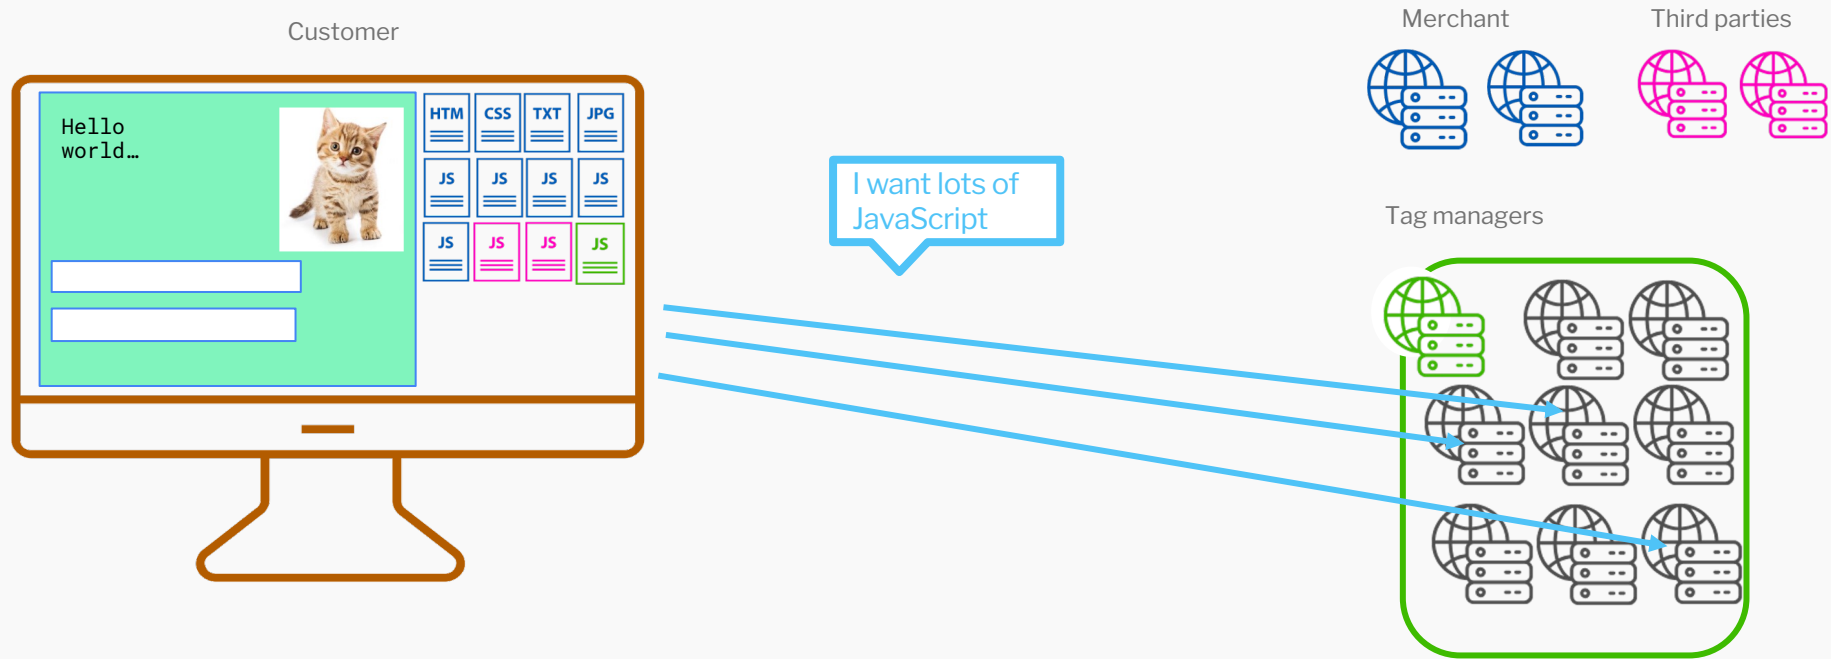 Customer
Merchant
Third parties
Hello
world…
HTM
CSS
TXT
JPG
JS
JS
JS
JS
JS
JS
JS
JS
I want lots of
JavaScript
Tag managers